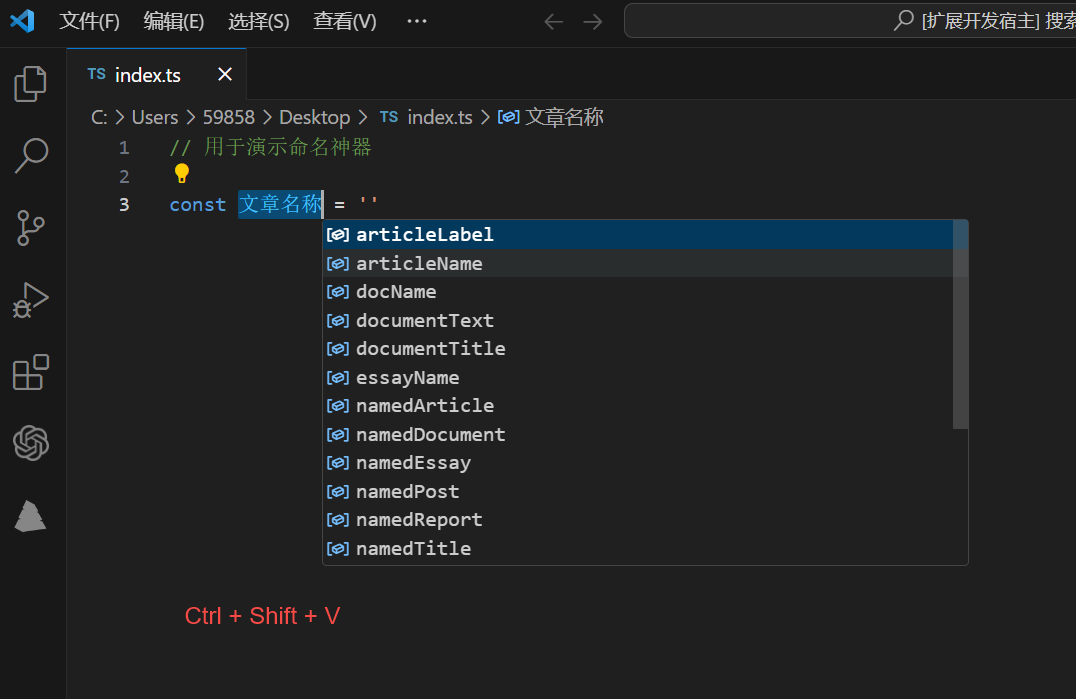 文件(F) 编辑(E) 选择(S) 查看(V) ··· [扩展开发宿主] 搜索
TS index.ts
C: > Users > 59858 > Desktop > TS index.ts > 文章名称
1 // 用于演示命名神器
2
3 const 文章名称 = ''
articleLabel
articleName
docName
documentText
documentTitle
essayName
namedArticle
namedDocument
namedEssay
namedPost
namedReport
namedTitle
Ctrl + Shift + V